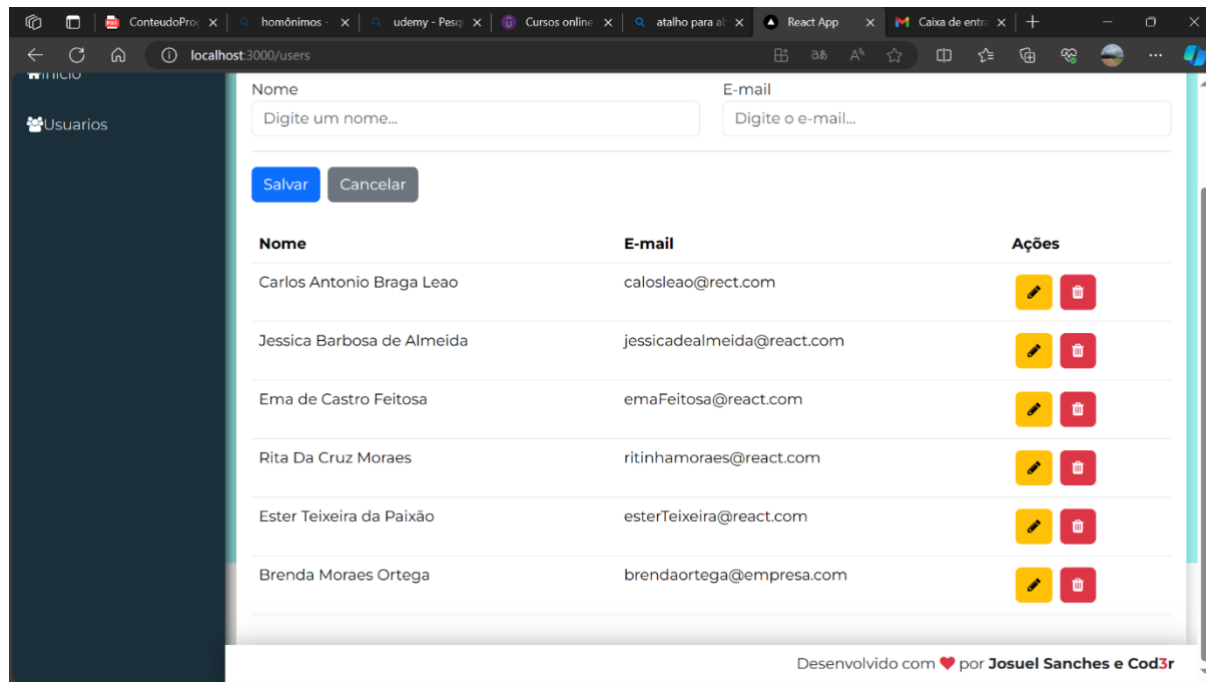 ConteudoProg
homônimos -
udemy - Pesq
Cursos online
atalho para al
React App
Caixa de entra
localhost:3000/users
Início
Usuarios
Nome E-mail
Digite um nome... Digite o e-mail...
Salvar Cancelar
Nome E-mail Ações
Carlos Antonio Braga Leao calosleao@rect.com
Jessica Barbosa de Almeida jessicadealmeida@react.com
Ema de Castro Feitosa emaFeitosa@react.com
Rita Da Cruz Moraes ritinhamoraes@react.com
Ester Teixeira da Paixão esterTeixeira@react.com
Brenda Moraes Ortega brendaortega@empresa.com
Desenvolvido com ❤ por Josuel Sanches e Cod3r